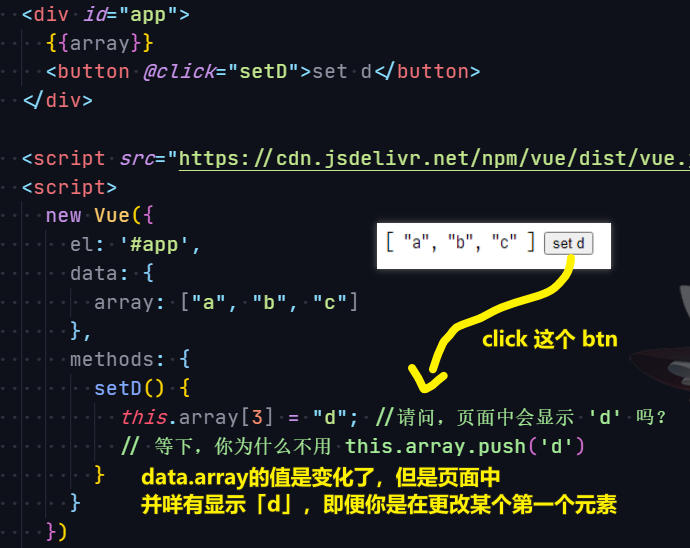 <div id="app">
{{array}}
<button @click="setD">set d</button>
</div>
<script src="https://cdn.jsdelivr.net/npm/vue/dist/vue.
<script>
new Vue({
el: '#app',
[ "a", "b", "c" ] set d
data: {
array: ["a", "b", "c"]
},
click 这个 btn
methods: {
setD() {
this.array[3] = "d"; //请问，页面中会显示 'd' 吗？
// 等下，你为什么不用 this.array.push('d')
}
data.array的值是变化了，但是页面中
并咩有显示「d」，即便你是在更改某个第一个元素
}
})